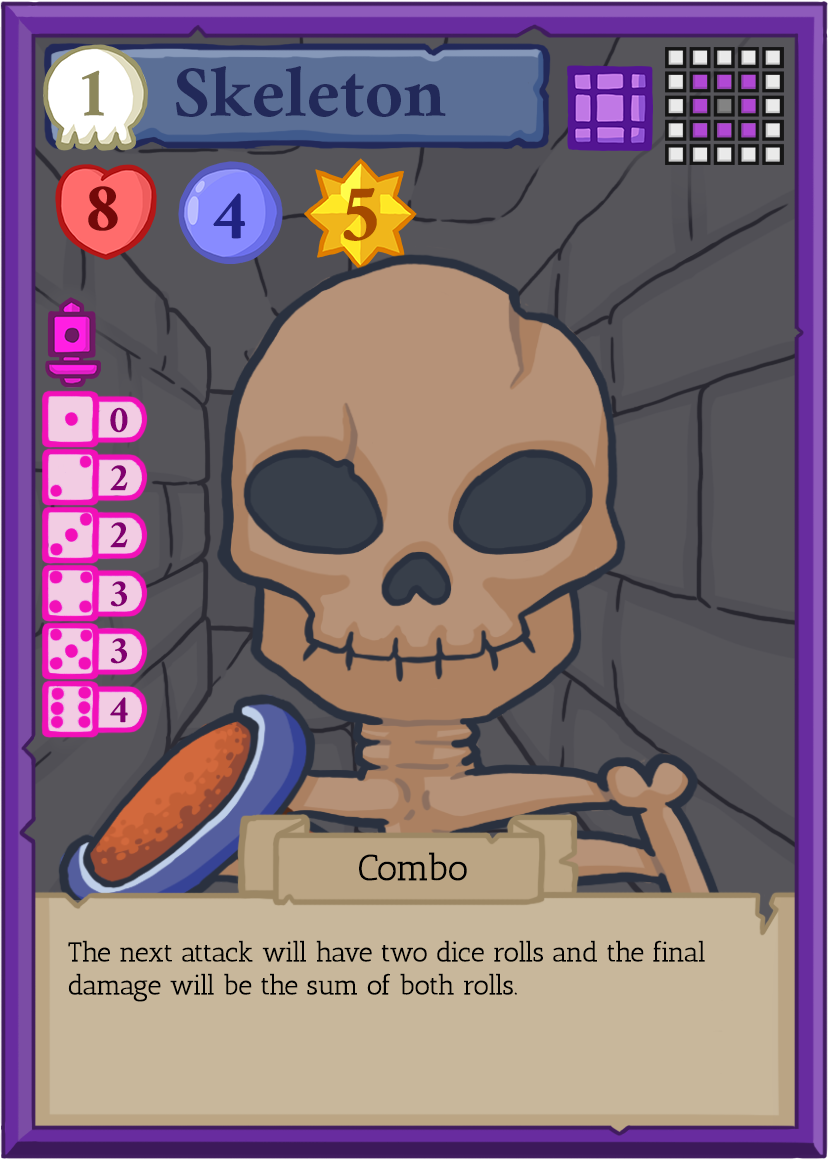 1 Skeleton
8 4 5
0
2
2
3
3
4
Combo
The next attack will have two dice rolls and the final
damage will be the sum of both rolls.